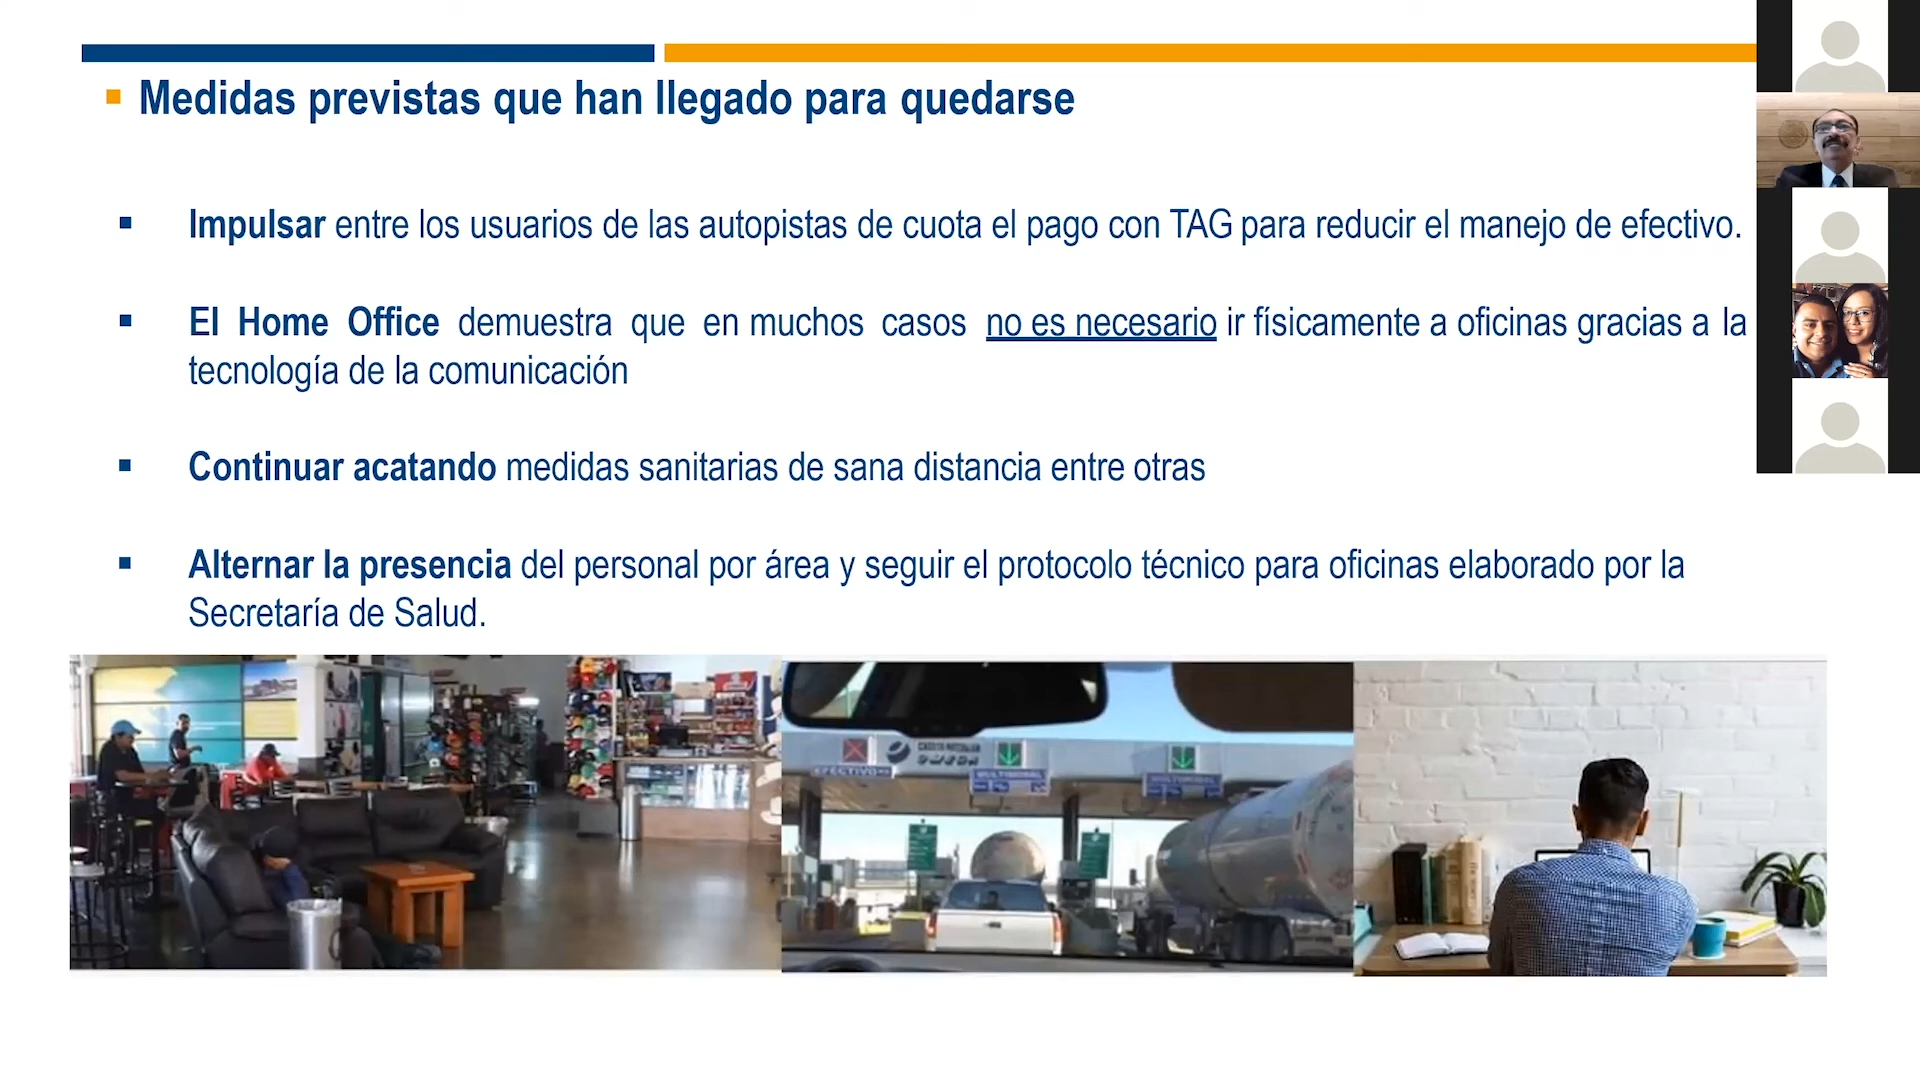 Medidas previstas que han llegado para quedarse
Impulsar entre los usuarios de las autopistas de cuota el pago con TAG para reducir el manejo de efectivo.
El Home Office demuestra que en muchos casos no es necesario ir físicamente a oficinas gracias a la
tecnología de la comunicación
Continuar acatando medidas sanitarias de sana distancia entre otras
Alternar la presencia del personal por área y seguir el protocolo técnico para oficinas elaborado por la
Secretaría de Salud.
EFECTIVO
MULTIMODAL
MULTIMODAL